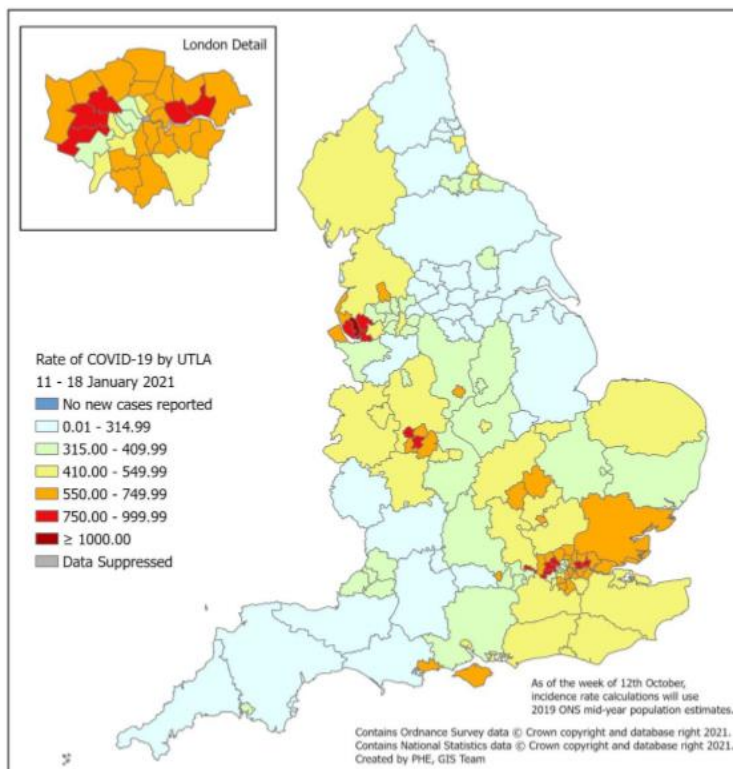 London Detail
Rate of COVID-19 by UTLA
11 - 18 January 2021
No new cases reported
0.01 - 314.99
315.00 - 409.99
410.00 - 549.99
550.00 - 749.99
750.00 - 999.99
≥ 1000.00
Data Suppressed
As of the week of 12th October,
incidence rate calculations will use
2019 ONS mid-year population estimates.
Contains Ordnance Survey data © Crown copyright and database right 2021.
Contains National Statistics data © Crown copyright and database right 2021.
Created by PHE, GIS Team